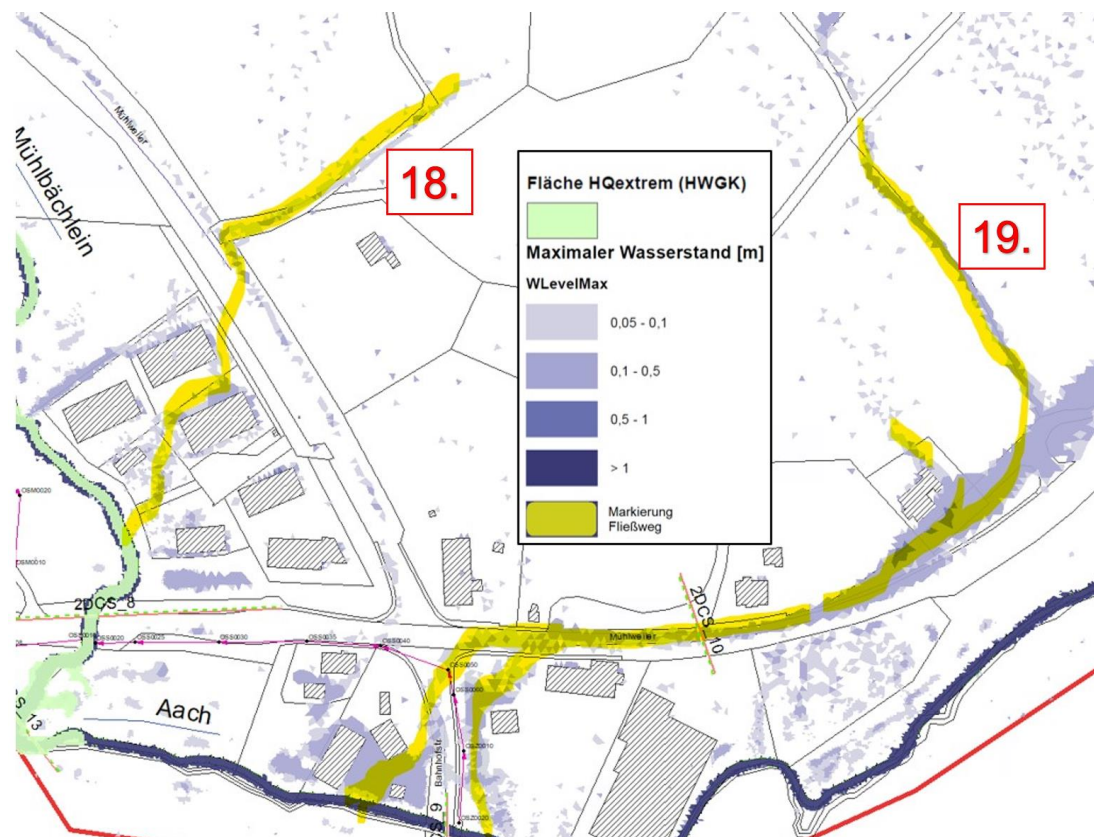 Mühlweiler
Mühlbächlein
18.
19.
Fläche HQextrem (HWGK)
Maximaler Wasserstand [m]
WLevelMax
0,05 - 0,1
0,1 - 0,5
0,5 - 1
> 1
Markierung
Fließweg
OSM0020
OSM0010
2DCS_8
2DCS_10
OSS0020
OSS0025
OSS0030
OSS0035
OSS0040
Mühlweiler
OSS0050
OSS0060
Aach
Bahnhofstr.
OSZ0010
OSZ0020